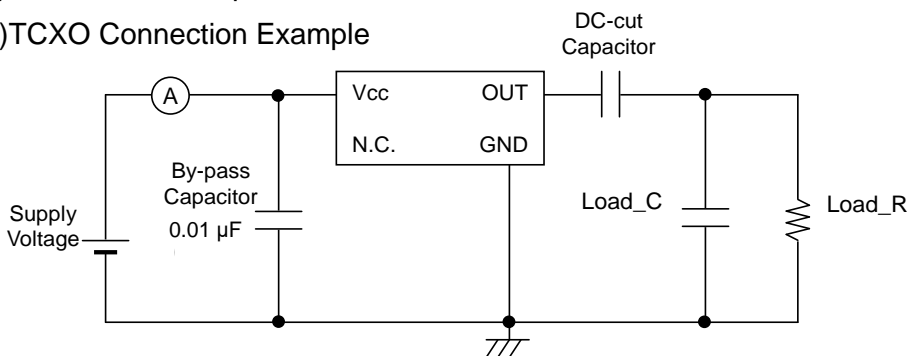 )TCXO Connection Example
DC-cut
Capacitor
A
Vcc
OUT
N.C.
GND
By-pass
Capacitor
0.01 µF
Supply
Voltage
Load_C
Load_R